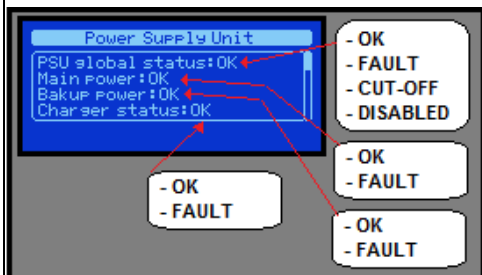 Power Supply Unit
PSU global status:OK
Main power:OK
Bakup power:OK
Charger status:OK
- OK
- FAULT
- CUT-OFF
- DISABLED
- OK
- FAULT
- OK
- FAULT
- OK
- FAULT